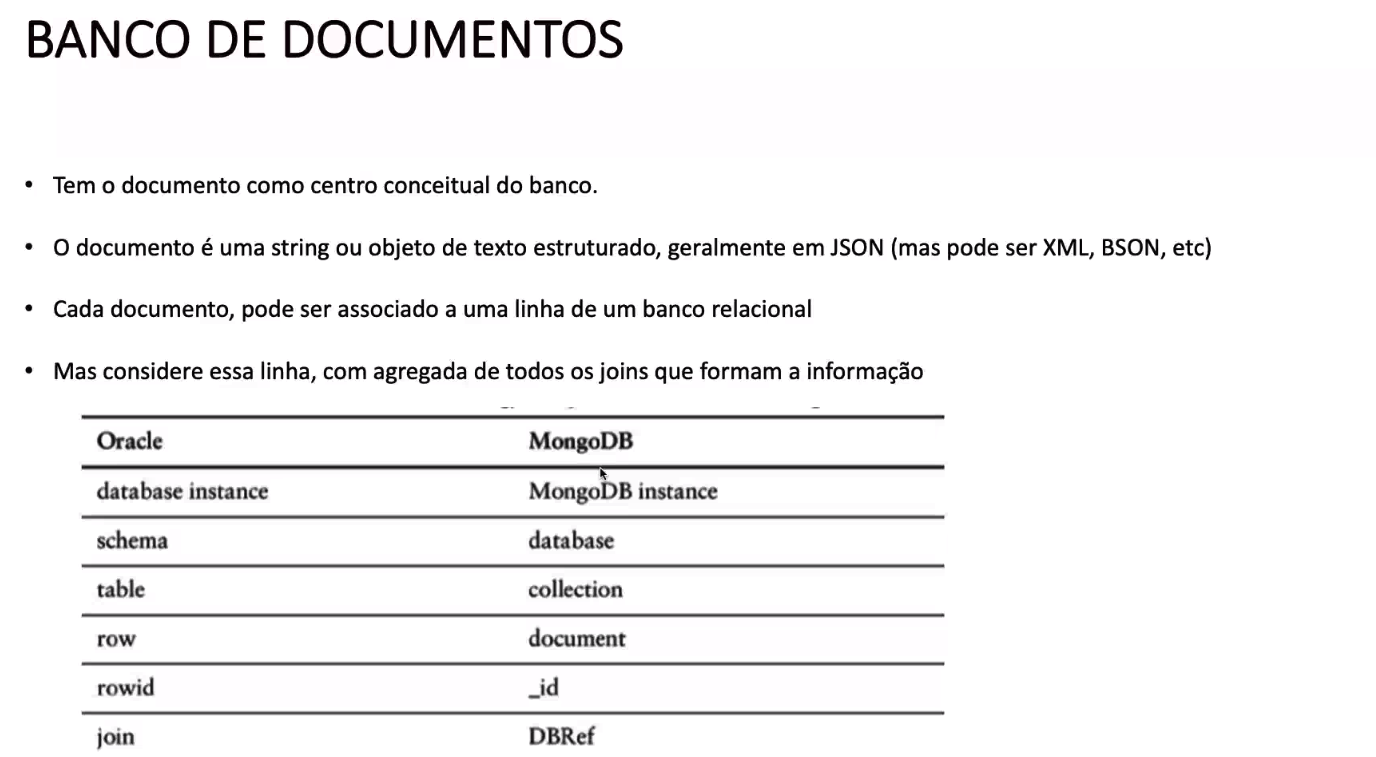 BANCO DE DOCUMENTOS
• Tem o documento como centro conceitual do banco.
• O documento é uma string ou objeto de texto estruturado, geralmente em JSON (mas pode ser XML, BSON, etc)
• Cada documento, pode ser associado a uma linha de um banco relacional
• Mas considere essa linha, com agregada de todos os joins que formam a informação
Oracle MongoDB
database instance MongoDB instance
schema database
table collection
row document
rowid _id
join DBRef